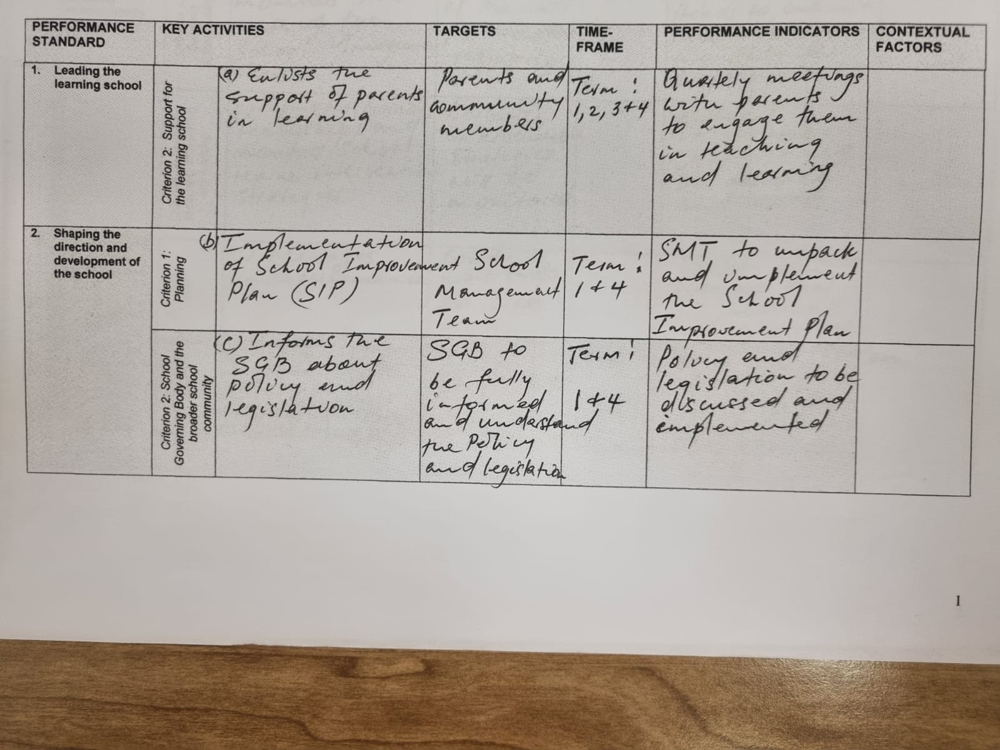 PERFORMANCE STANDARD
KEY ACTIVITIES
TARGETS
TIME-FRAME
PERFORMANCE INDICATORS
CONTEXTUAL FACTORS
1. Leading the
learning school
Criterion 2: Support for
the learning school
(a) Enlists the
support of parents
in learning
Parents and
community
members
Term :
1, 2, 3+4
Quartely meetings
with parents
to engage them
in teaching
and learning
2. Shaping the
direction and
development of
the school
Criterion 1:
Planning
(b) Implementation
of School Improvement
Plan (SIP)
School
Management
Team
Term :
1 + 4
SMT to unpack
and implement
the School
Improvement Plan
Criterion 2: School
Governing Body and the
broader school
community
(c) Informs the
SGB about
policy and
legislation
SGB to
be fully
informed
and understand
the Policy
and legislation
Term :
1 + 4
Policy and
legislation to be
discussed and
implemented
1